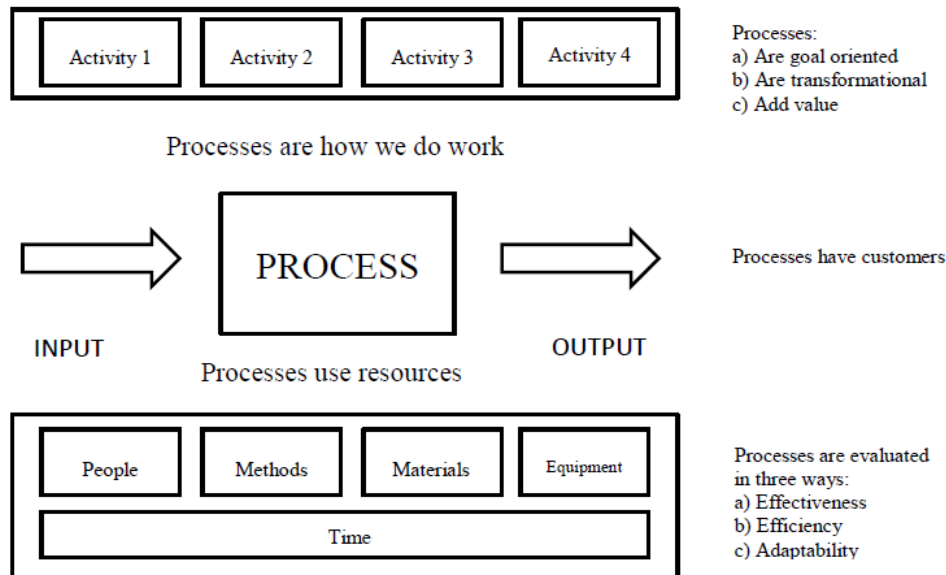 Activity 1
Activity 2
Activity 3
Activity 4
Processes:
a) Are goal oriented
b) Are transformational
c) Add value
Processes are how we do work
PROCESS
Processes have customers
INPUT
OUTPUT
Processes use resources
People
Methods
Materials
Equipment
Time
Processes are evaluated
in three ways:
a) Effectiveness
b) Efficiency
c) Adaptability